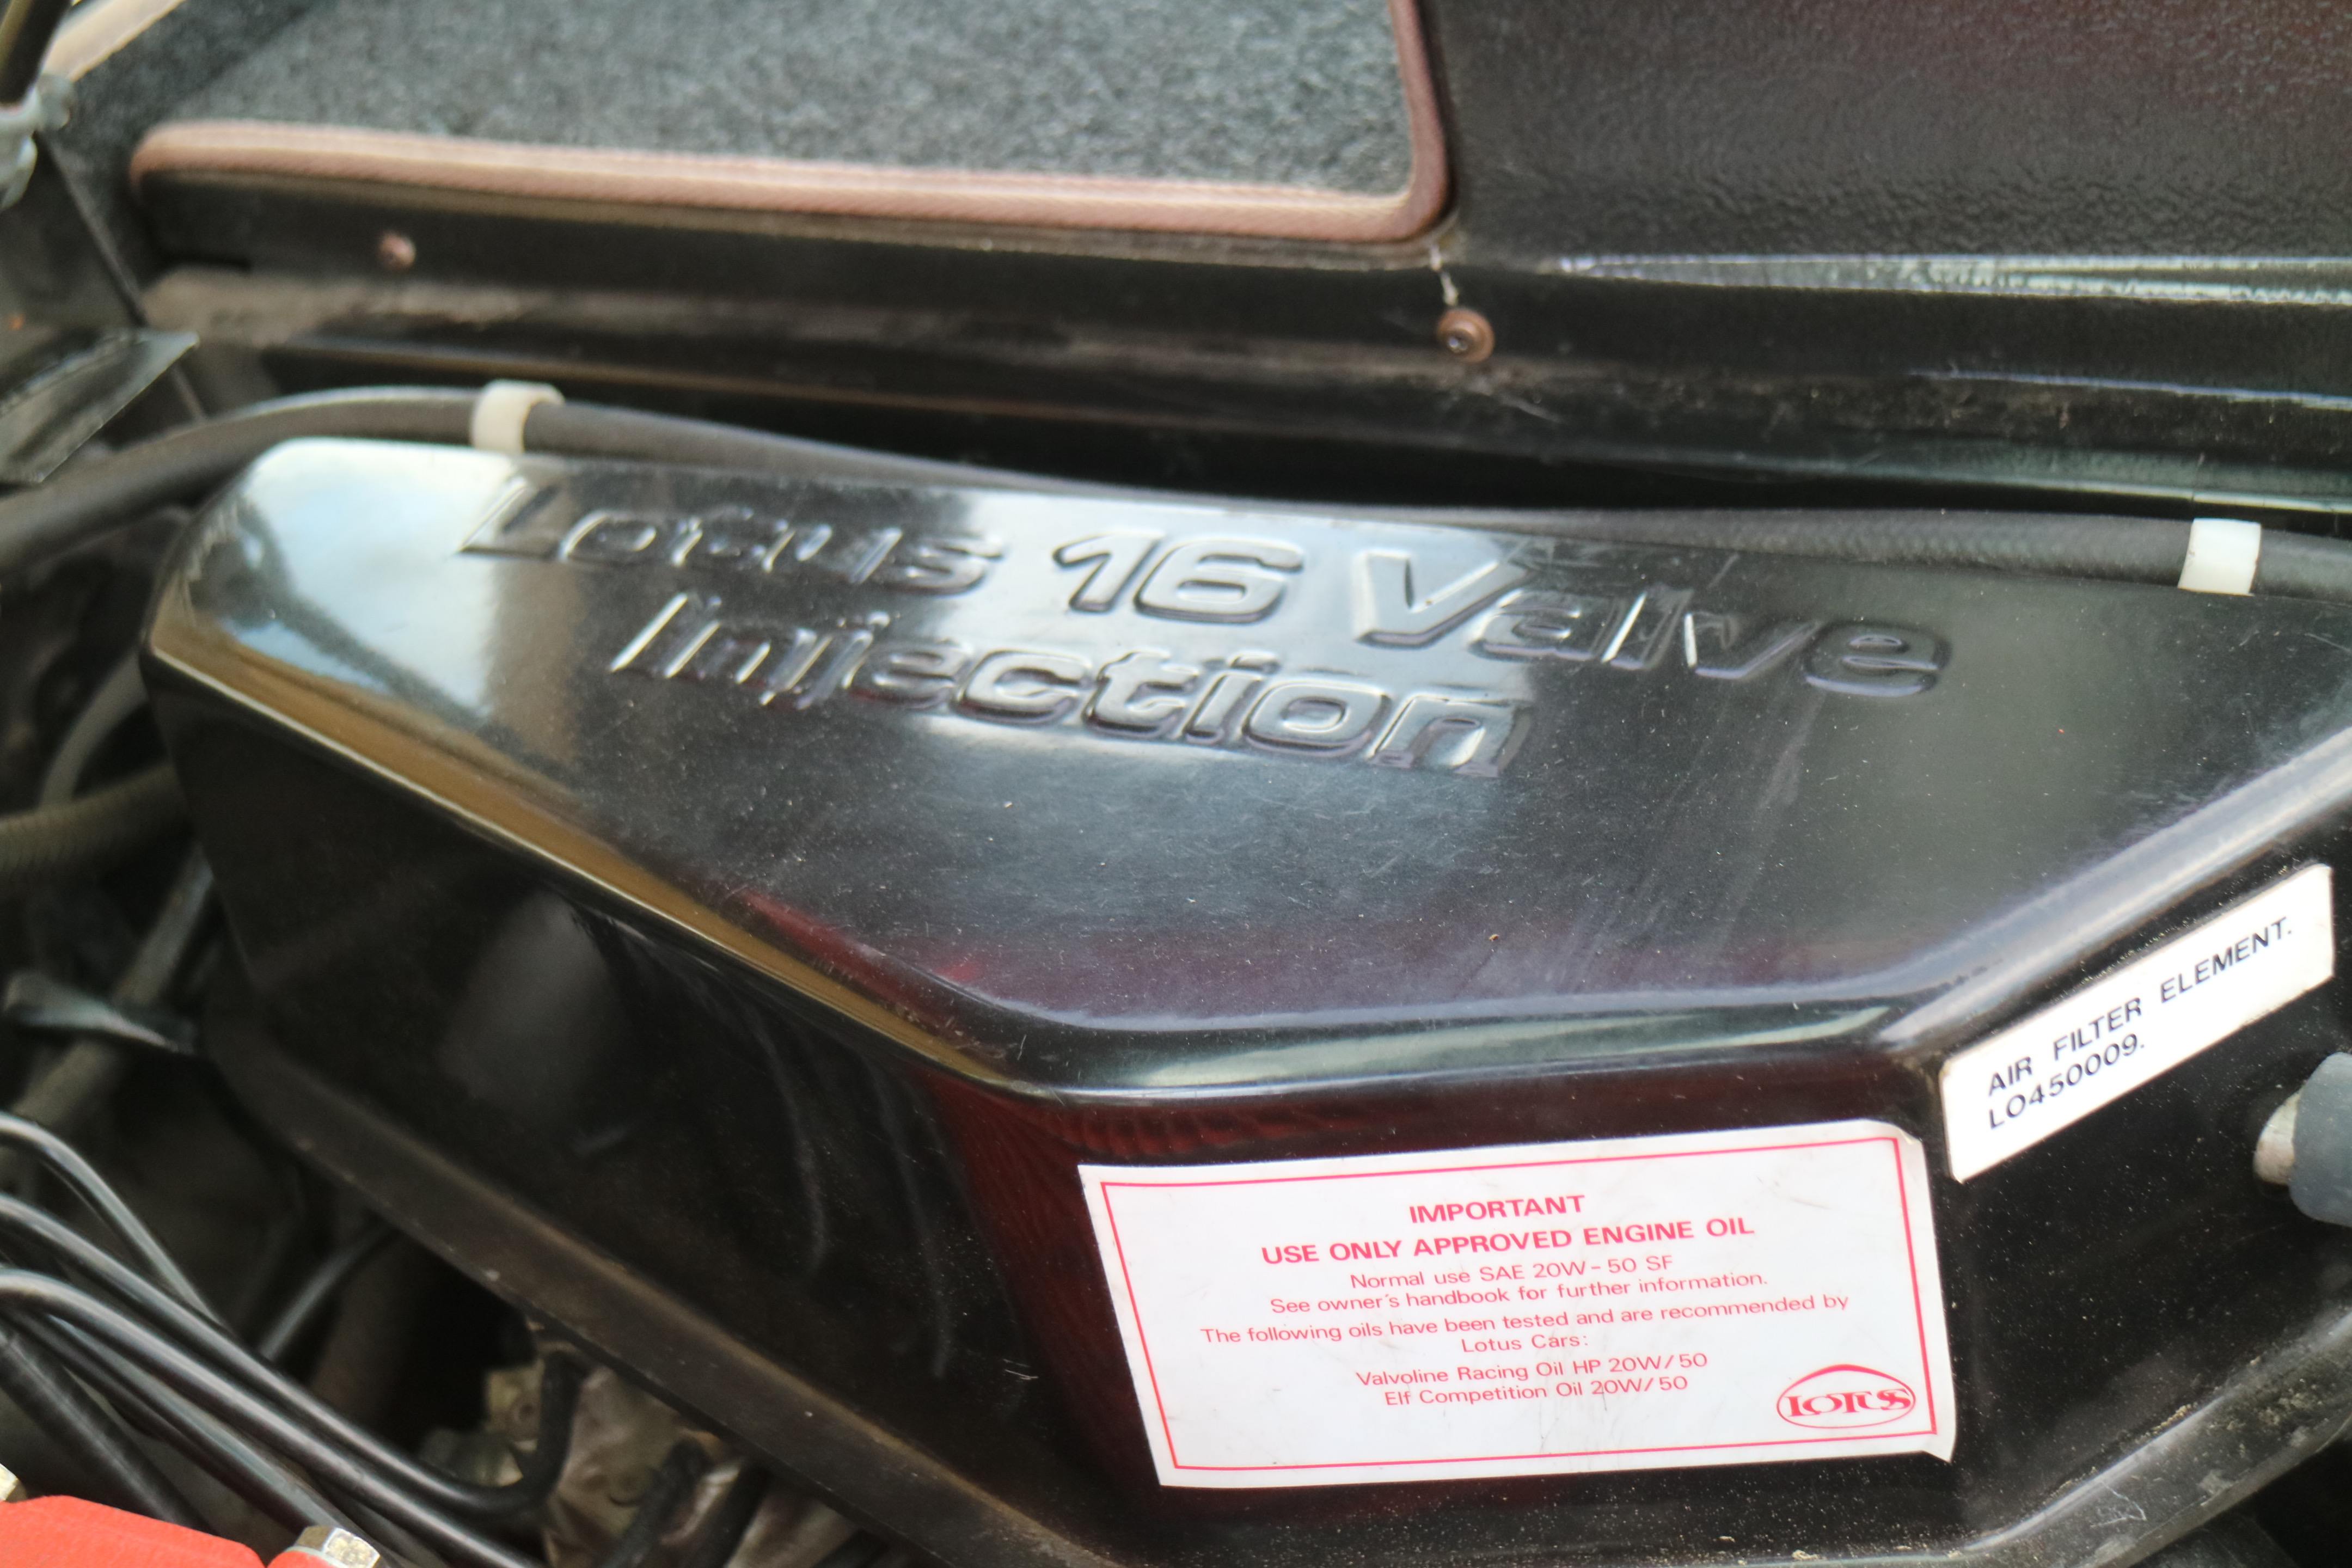 Lotus 16 Valve
Injection
AIR FILTER ELEMENT.
LO450009.
IMPORTANT
USE ONLY APPROVED ENGINE OIL
Normal use SAE 20W-50 SF
See owner's handbook for further information.
The following oils have been tested and are recommended by
Lotus Cars:
Valvoline Racing Oil HP 20W/50
Elf Competition Oil 20W/50
LOTUS